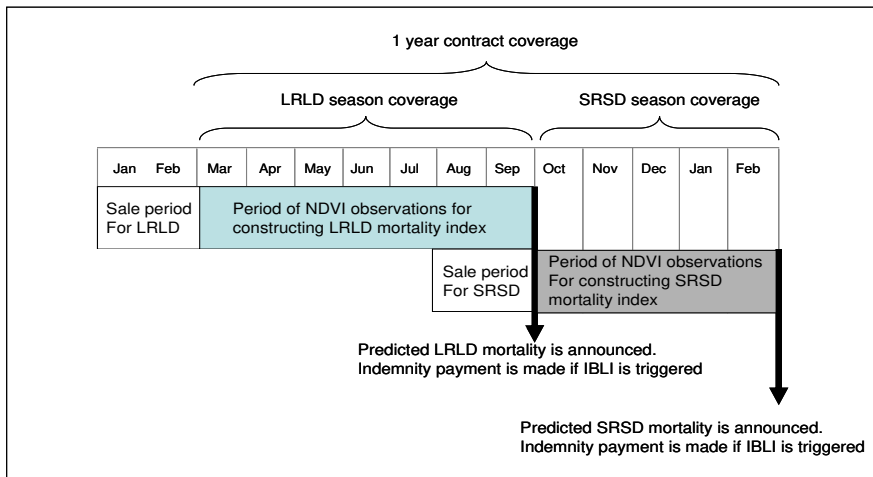 1 year contract coverage
LRLD season coverage
SRSD season coverage
Jan Feb Mar Apr May Jun Jul Aug Sep Oct Nov Dec Jan Feb
Sale period
For LRLD
Period of NDVI observations for
constructing LRLD mortality index
Sale period
For SRSD
Period of NDVI observations
For constructing SRSD
mortality index
Predicted LRLD mortality is announced.
Indemnity payment is made if IBLI is triggered
Predicted SRSD mortality is announced.
Indemnity payment is made if IBLI is triggered